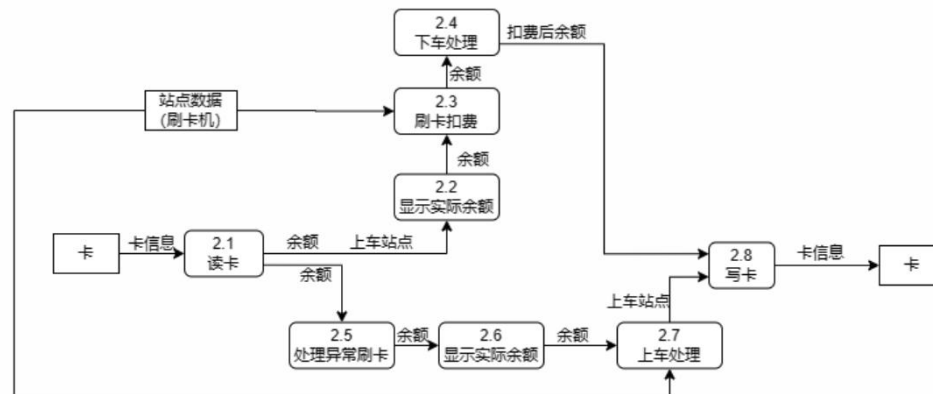 2.4
下车处理
扣费后余额
余额
站点数据
(刷卡机)
2.3
刷卡扣费
余额
2.2
显示实际余额
卡
卡信息
2.1
读卡
余额
上车站点
余额
2.8
写卡
卡信息
卡
上车站点
2.5
处理异常刷卡
余额
2.6
显示实际余额
余额
2.7
上车处理